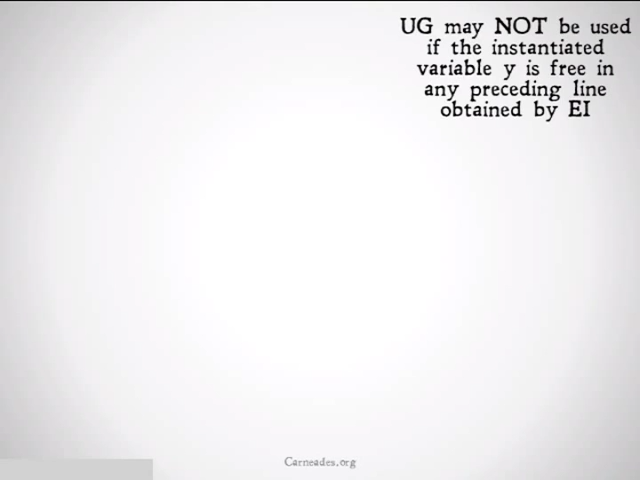 UG may NOT be used
if the instantiated
variable y is free in
any preceding line
obtained by EI
Carneades.org